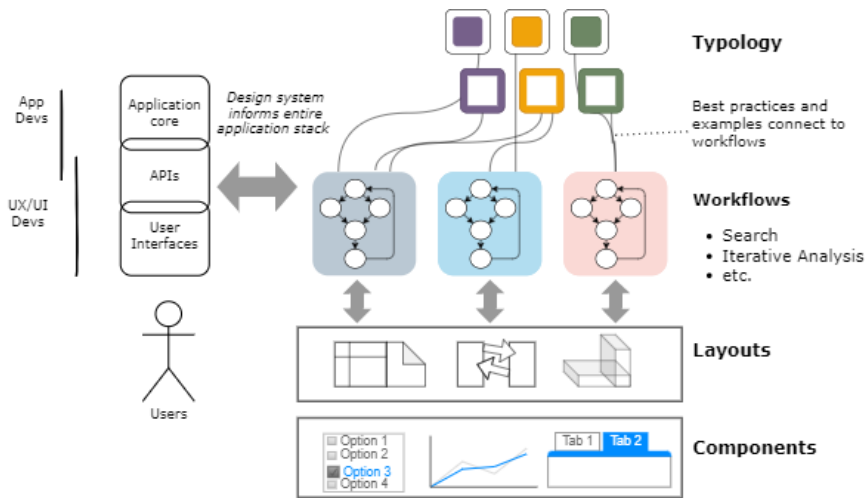 Typology
App
Devs
Application
core
Design system
informs entire
application stack
Best practices and
examples connect to
workflows
APIs
UX/UI
Devs
User
Interfaces
Workflows
• Search
• Iterative Analysis
• etc.
Users
Layouts
Option 1
Option 2
Option 3
Option 4
Tab 1
Tab 2
Components